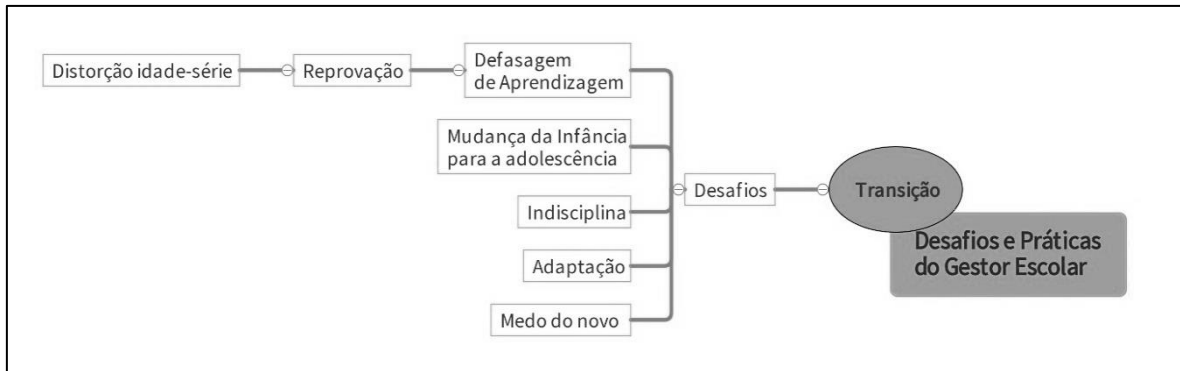 Distorção idade-série
Reprovação
Defasagem
de Aprendizagem
Mudança da Infância
para a adolescência
Indisciplina
Adaptação
Medo do novo
Desafios
Transição
Desafios e Práticas
do Gestor Escolar